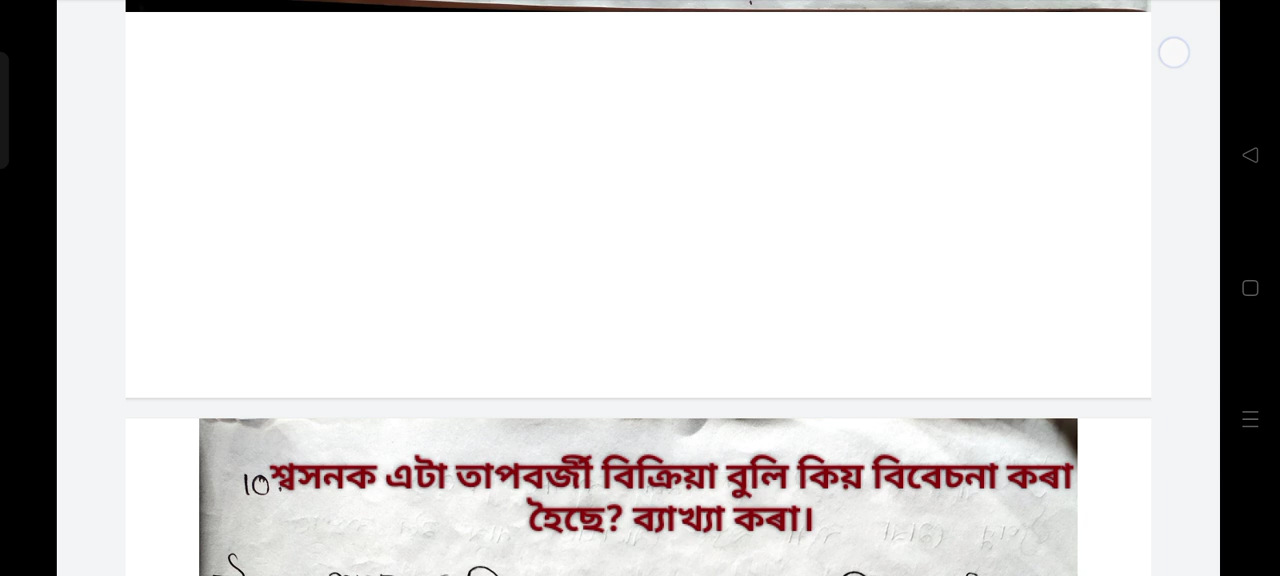 10. শ্বসনক এটা তাপবৰ্জী বিক্ৰিয়া বুলি কিয় বিবেচনা কৰা
হৈছে? ব্যাখ্যা কৰা।